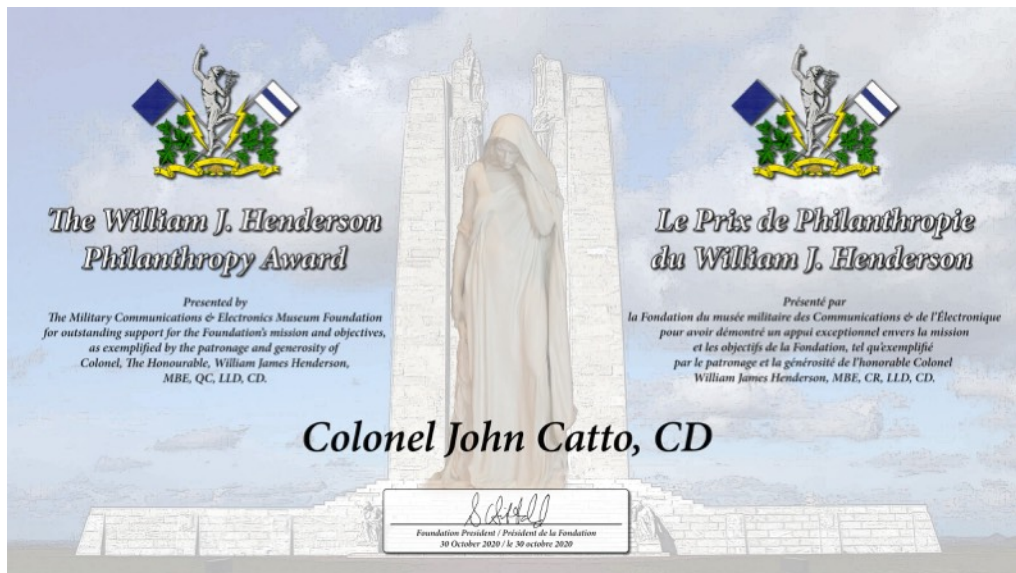 The William J. Henderson
Philanthropy Award
Presented by
The Military Communications & Electronics Museum Foundation
for outstanding support for the Foundation's mission and objectives,
as exemplified by the patronage and generosity of
Colonel, The Honourable, William James Henderson,
MBE, QC, LLD, CD.
Le Prix de Philanthropie
du William J. Henderson
Présenté par
la Fondation du musée militaire des Communications & de l'Électronique
pour avoir démontré un appui exceptionnel envers la mission
et les objectifs de la Fondation, tel qu'exemplifié
par le patronage et la générosité de l'honorable Colonel
William James Henderson, MBE, CR, LLD, CD.
Colonel John Catto, CD
Foundation President / Président de la Fondation
30 October 2020 / le 30 octobre 2020